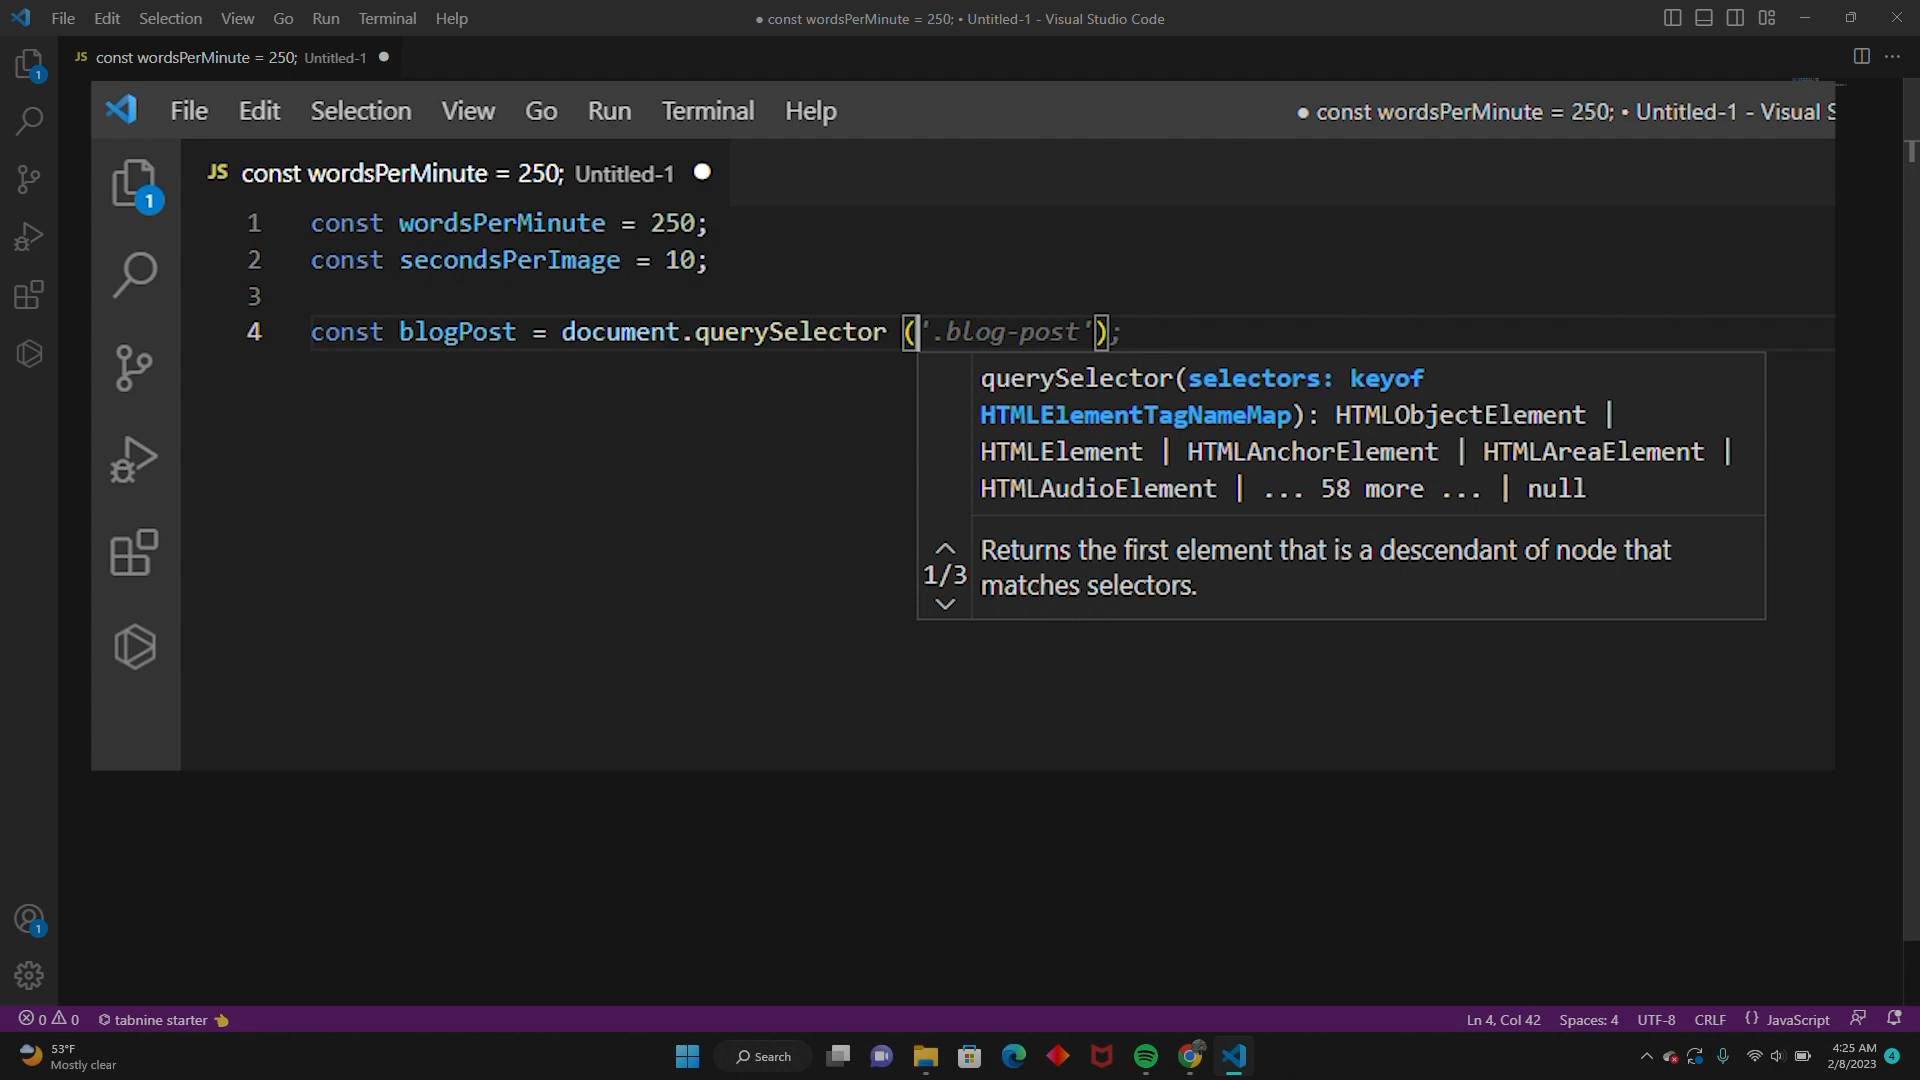 File Edit Selection View Go Run Terminal Help
● const wordsPerMinute = 250; • Untitled-1 - Visual Studio Code
JS const wordsPerMinute = 250; Untitled-1 ●
1
File Edit Selection View Go Run Terminal Help
● const wordsPerMinute = 250; • Untitled-1 - Visual S
JS const wordsPerMinute = 250; Untitled-1 ●
1
1 const wordsPerMinute = 250;
2 const secondsPerImage = 10;
3
4 const blogPost = document.querySelector ('.blog-post');
querySelector(selectors: keyof
HTMLElementTagNameMap): HTMLObjectElement |
HTMLElement | HTMLAnchorElement | HTMLAreaElement |
HTMLAudioElement | ... 58 more ... | null
1/3
Returns the first element that is a descendant of node that
matches selectors.
1
0 0 tabnine starter 👈
Ln 4, Col 42 Spaces: 4 UTF-8 CRLF {} JavaScript
53°F
Mostly clear
Search
4:25 AM
2/8/2023
4